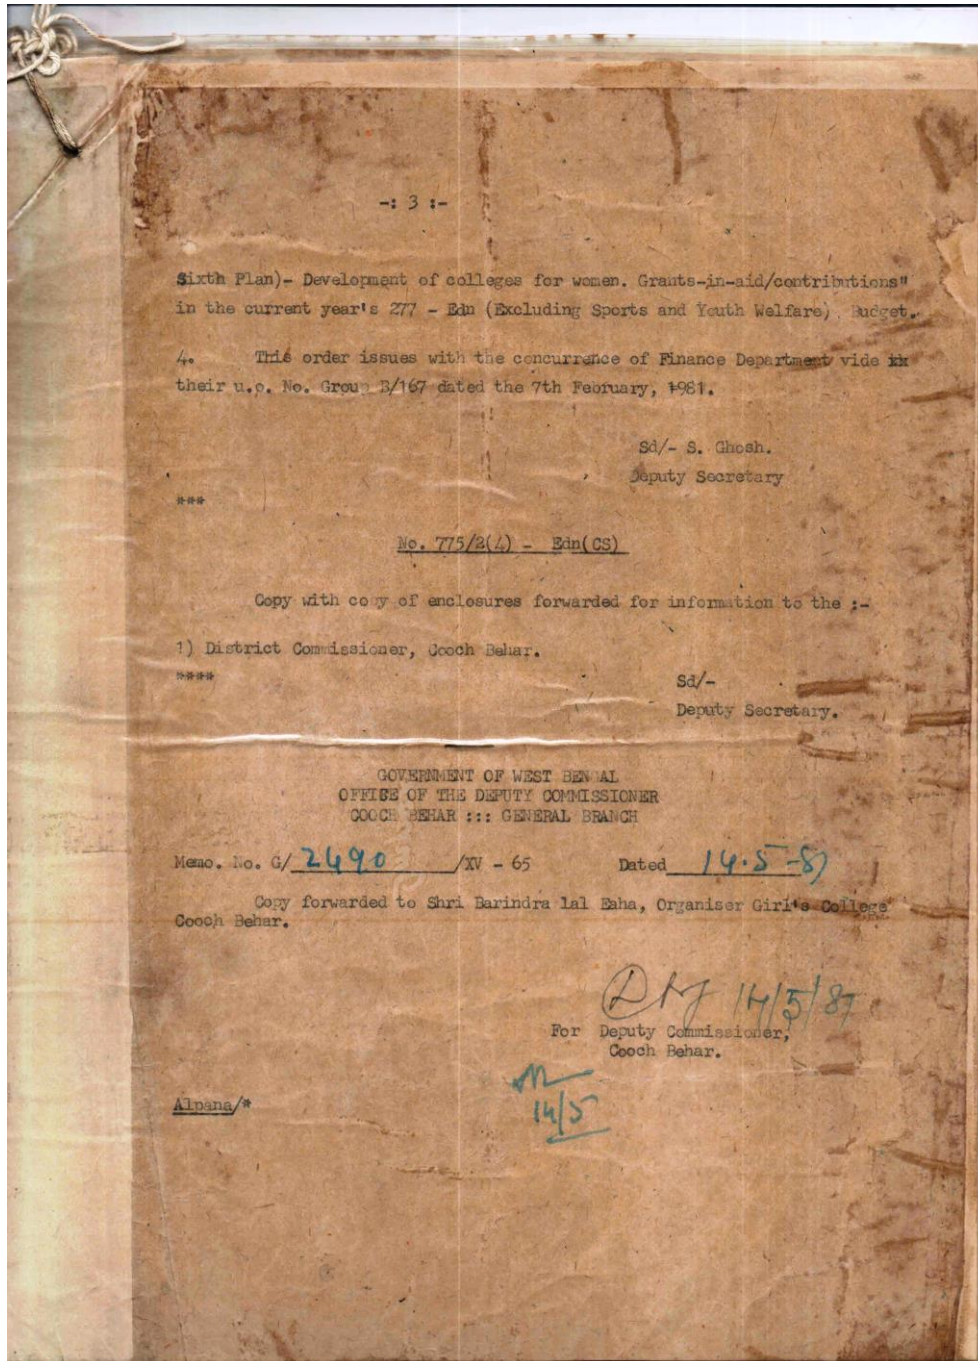 -: 3 :-
Sixth Plan)- Development of colleges for women. Grants-in-aid/contributions"
in the current year's 277 - Edn (Excluding Sports and Youth Welfare) Budget.
4. This order issues with the concurrence of Finance Department vide xx
their u.o. No. Group B/167 dated the 7th February, 1981.
Sd/- S. Ghosh.
Deputy Secretary
***
No. 775/2(4) - Edn(CS)
Copy with copy of enclosures forwarded for information to the :-
1) District Commissioner, Cooch Behar.
****
Sd/-
Deputy Secretary.
GOVERNMENT OF WEST BENGAL
OFFICE OF THE DEPUTY COMMISSIONER
COOCH BEHAR ::: GENERAL BRANCH
Memo. No. G/ 2490 /XV - 65 Dated 14.5-81
Copy forwarded to Shri Barindra lal Raha, Organiser Girl's College
Cooch Behar.
14/5/81
For Deputy Commissioner,
Cooch Behar.
14/5
Alpana/*